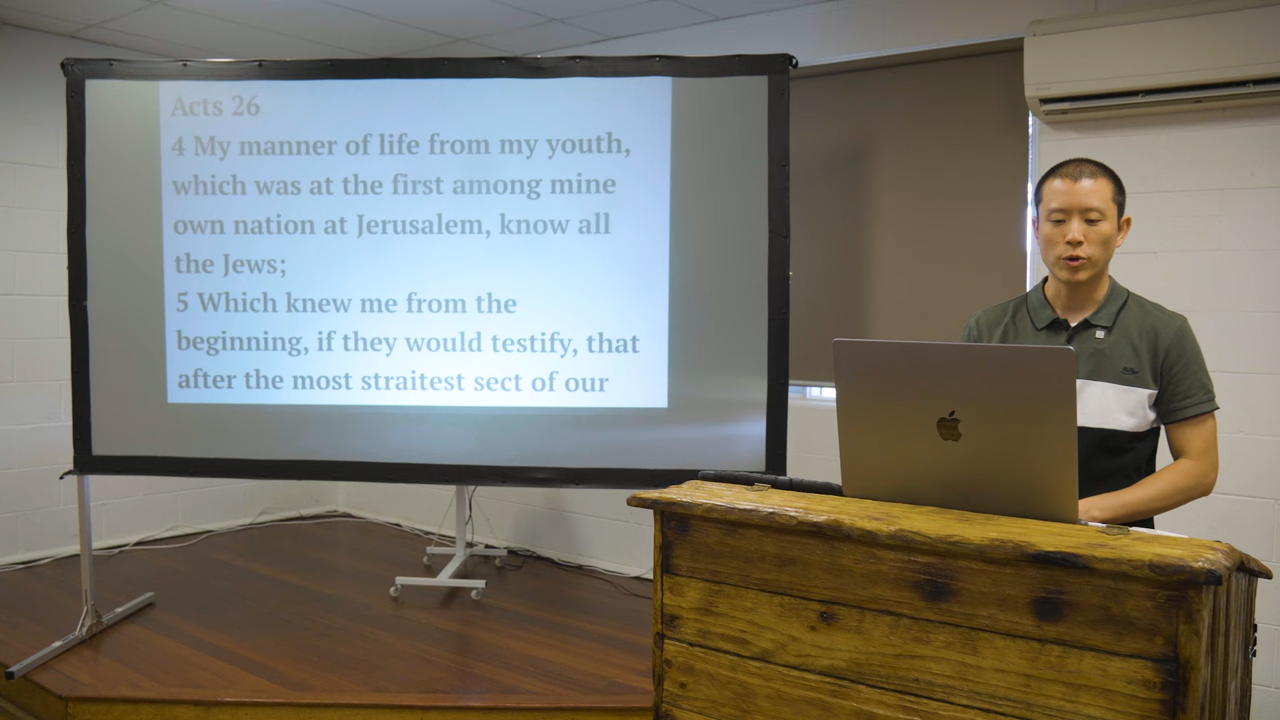 Acts 26
4 My manner of life from my youth,
which was at the first among mine
own nation at Jerusalem, know all
the Jews;
5 Which knew me from the
beginning, if they would testify, that
after the most straitest sect of our